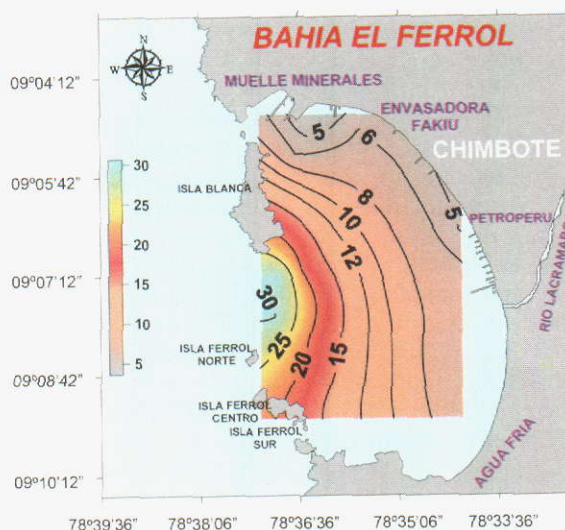 BAHIA EL FERROL
N
W E
S
MUELLE MINERALES
ENVASADORA
FAKIU
CHIMBOTE
ISLA BLANCA
PETROPERU
RIO LACRAMARC
ISLA FERROL
NORTE
ISLA FERROL
CENTRO
ISLA FERROL
SUR
AGUA FRIA
5
6
8
10
12
5
30
25
20
15
30
25
20
15
10
5
09°04'12"
09°05'42"
09°07'12"
09°08'42"
09°10'12"
78°39'36" 78°38'06" 78°36'36" 78°35'06" 78°33'36"